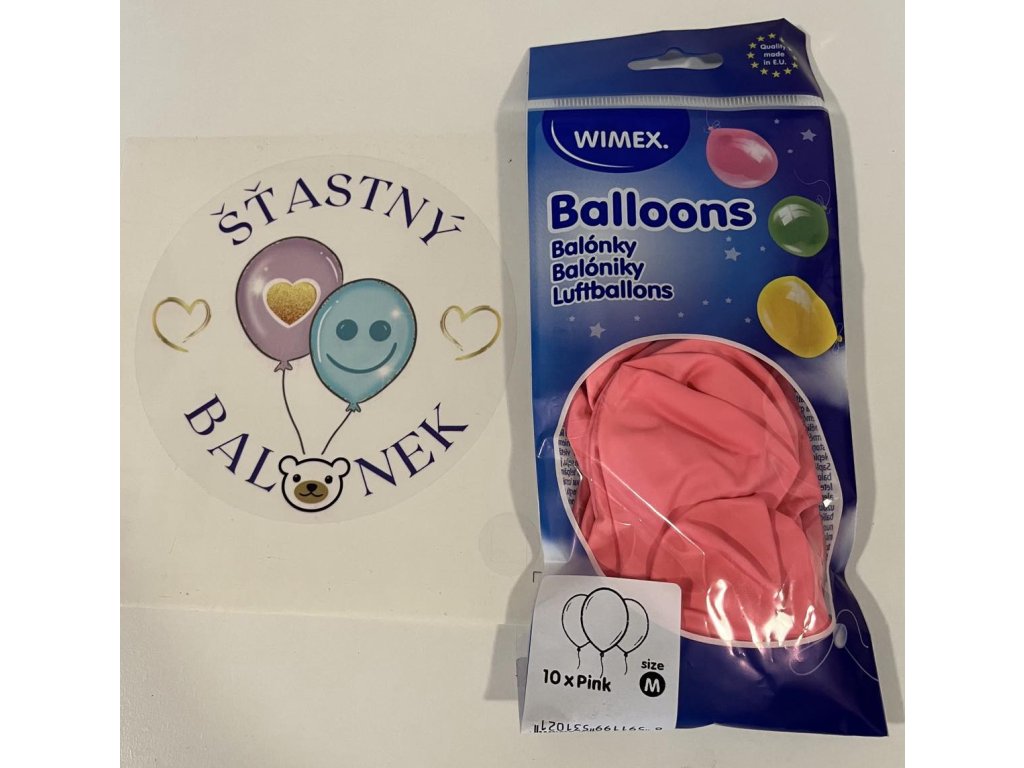 ŠŤASTNÝ
BALONEK
Quality
made
in E.U.
WIMEX.
Balloons
Balónky
Balóniky
Luftballons
10 x Pink
size
M